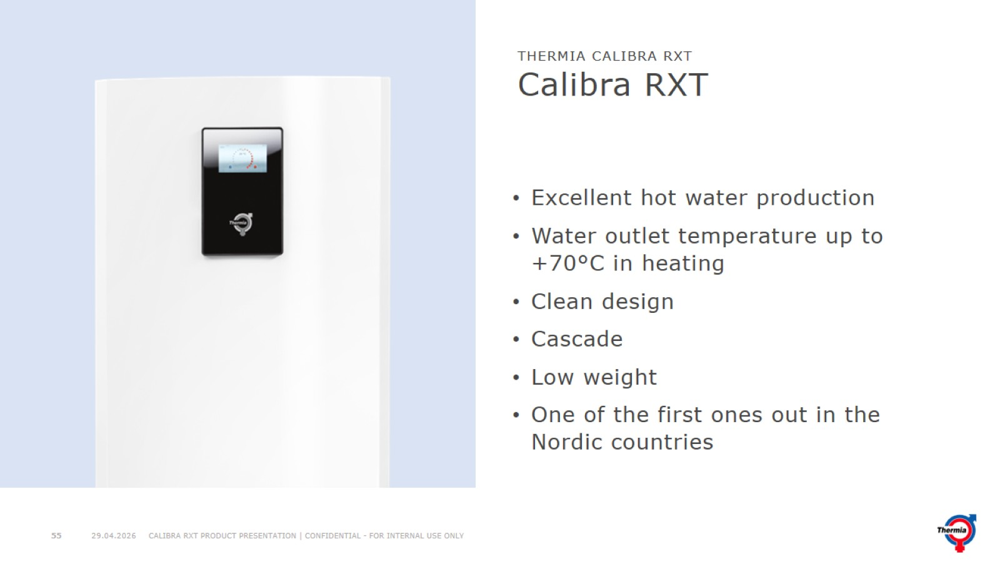 THERMIA CALIBRA RXT
Calibra RXT
• Excellent hot water production
• Water outlet temperature up to
+70°C in heating
• Clean design
• Cascade
• Low weight
• One of the first ones out in the
Nordic countries
Thermia
55 29.04.2026 CALIBRA RXT PRODUCT PRESENTATION | CONFIDENTIAL - FOR INTERNAL USE ONLY
Thermia